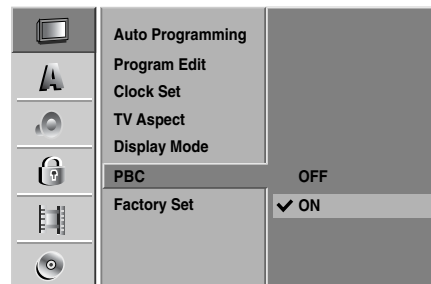 Auto Programming
Program Edit
Clock Set
TV Aspect
Display Mode
PBC
OFF
Factory Set
ON